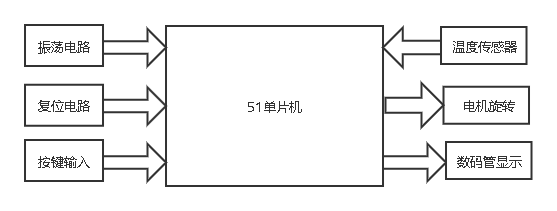 振荡电路
复位电路
按键输入
51单片机
温度传感器
电机旋转
数码管显示